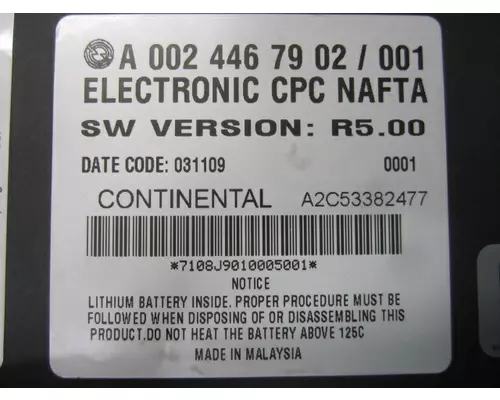 A 002 446 79 02 / 001
ELECTRONIC CPC NAFTA
SW VERSION: R5.00
DATE CODE: 031109 0001
CONTINENTAL A2C53382477
*7108J9010005001*
NOTICE
LITHIUM BATTERY INSIDE. PROPER PROCEDURE MUST BE
FOLLOWED WHEN DISPOSING OF OR DISASSEMBLING THIS
PRODUCT.DO NOT HEAT THE BATTERY ABOVE 125C
MADE IN MALAYSIA